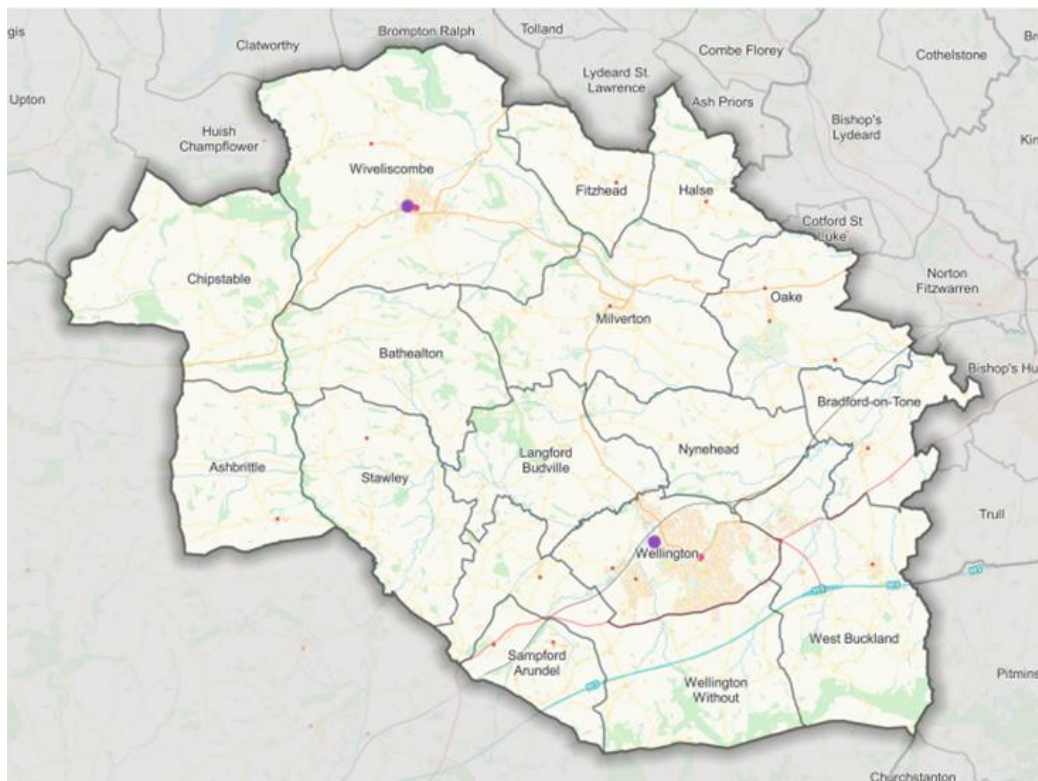 gis
Brompton Ralph
Tolland
Clatworthy
Combe Florey
Cothelstone
Br
Lydeard St.
Lawrence
Upton
Ash Priors
Bishop's
Lydeard
Huish
Champflower
Kin
Wiveliscombe
Fitzhead
Halse
Cotford St
Luke
Chipstable
Norton
Fitzwarren
Oake
Milverton
Bathealton
Bishop's Hu
Bradford-on-Tone
Langford
Budville
Nynehead
Ashbrittle
Stawley
Trull
Wellington
West Buckland
Sampford
Arundel
Wellington
Without
Pitmins
Churchstanton